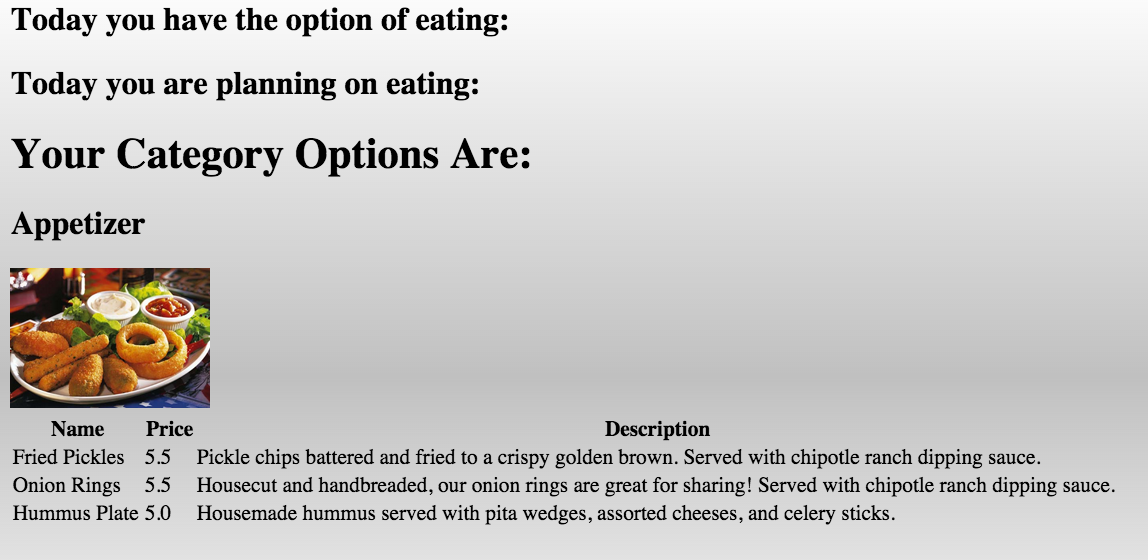 Today you have the option of eating:
Today you are planning on eating:
Your Category Options Are:
Appetizer
Name Price Description
Fried Pickles 5.5 Pickle chips battered and fried to a crispy golden brown. Served with chipotle ranch dipping sauce.
Onion Rings 5.5 Housecut and handbreaded, our onion rings are great for sharing! Served with chipotle ranch dipping sauce.
Hummus Plate 5.0 Housemade hummus served with pita wedges, assorted cheeses, and celery sticks.